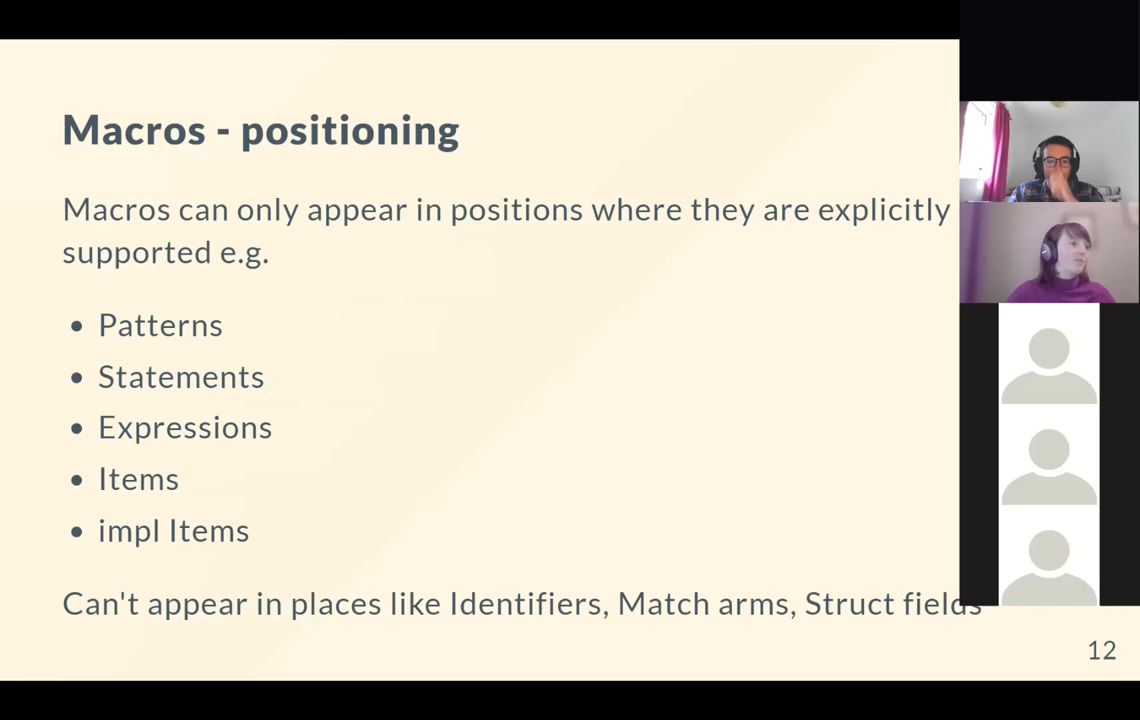 Macros - positioning
Macros can only appear in positions where they are explicitly
supported e.g.
• Patterns
• Statements
• Expressions
• Items
• impl Items
Can't appear in places like Identifiers, Match arms, Struct fields
12